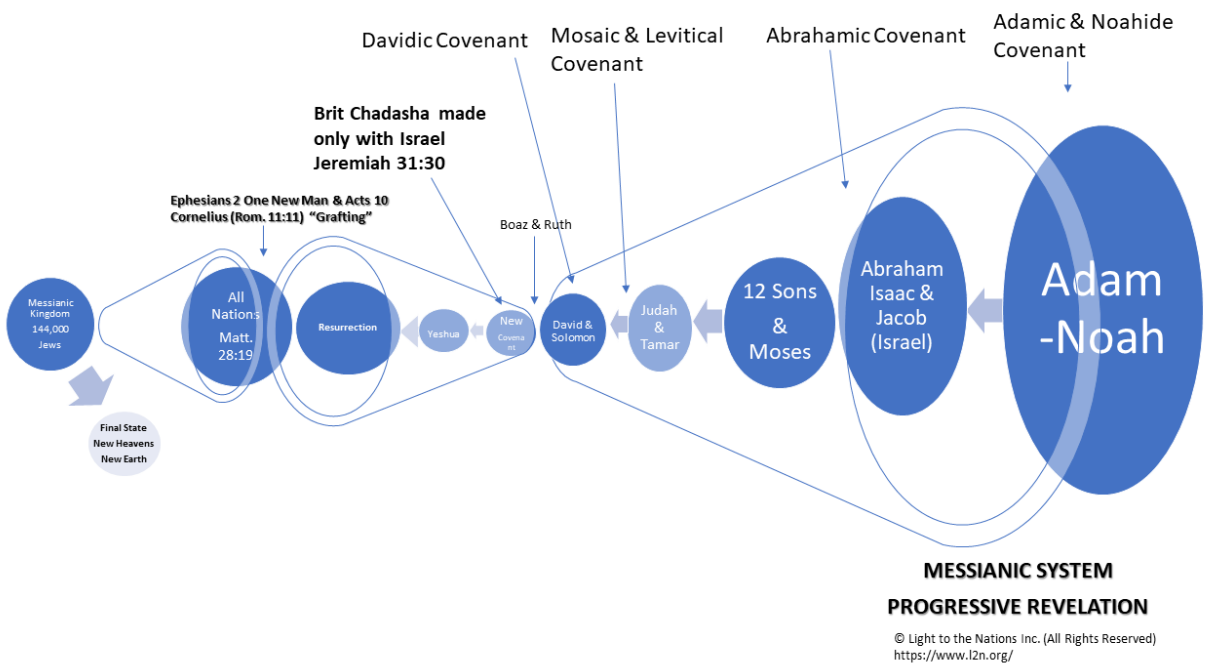 Davidic Covenant
Mosaic & Levitical
Covenant
Abrahamic Covenant
Adamic & Noahide
Covenant
Brit Chadasha made
only with Israel
Jeremiah 31:30
Ephesians 2 One New Man & Acts 10
Cornelius (Rom. 11:11) “Grafting”
Boaz & Ruth
Messianic
Kingdom
144,000
Jews
Final State
New Heavens
New Earth
All
Nations
Matt.
28:19
Resurrection
Yeshua
New
Covena
nt
David &
Solomon
Judah
&
Tamar
12 Sons
&
Moses
Abraham
Isaac &
Jacob
(Israel)
Adam
-Noah
MESSIANIC SYSTEM
PROGRESSIVE REVELATION
© Light to the Nations Inc. (All Rights Reserved)
https://www.l2n.org/